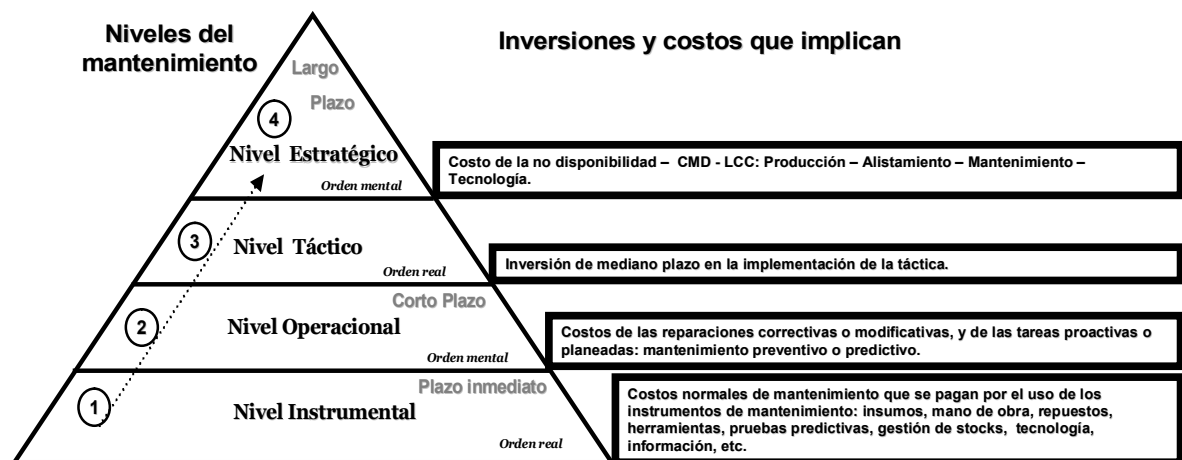 Niveles del
mantenimiento
Inversiones y costos que implican
Largo
Plazo
4
Nivel Estratégico
Orden mental
Costo de la no disponibilidad – CMD - LCC: Producción – Alistamiento – Mantenimiento –
Tecnología.
3
Nivel Táctico
Orden real
Inversión de mediano plazo en la implementación de la táctica.
Corto Plazo
2
Nivel Operacional
Orden mental
Costos de las reparaciones correctivas o modificativas, y de las tareas proactivas o
planeadas: mantenimiento preventivo o predictivo.
Plazo inmediato
1
Nivel Instrumental
Orden real
Costos normales de mantenimiento que se pagan por el uso de los
instrumentos de mantenimiento: insumos, mano de obra, repuestos,
herramientas, pruebas predictivas, gestión de stocks, tecnología,
información, etc.